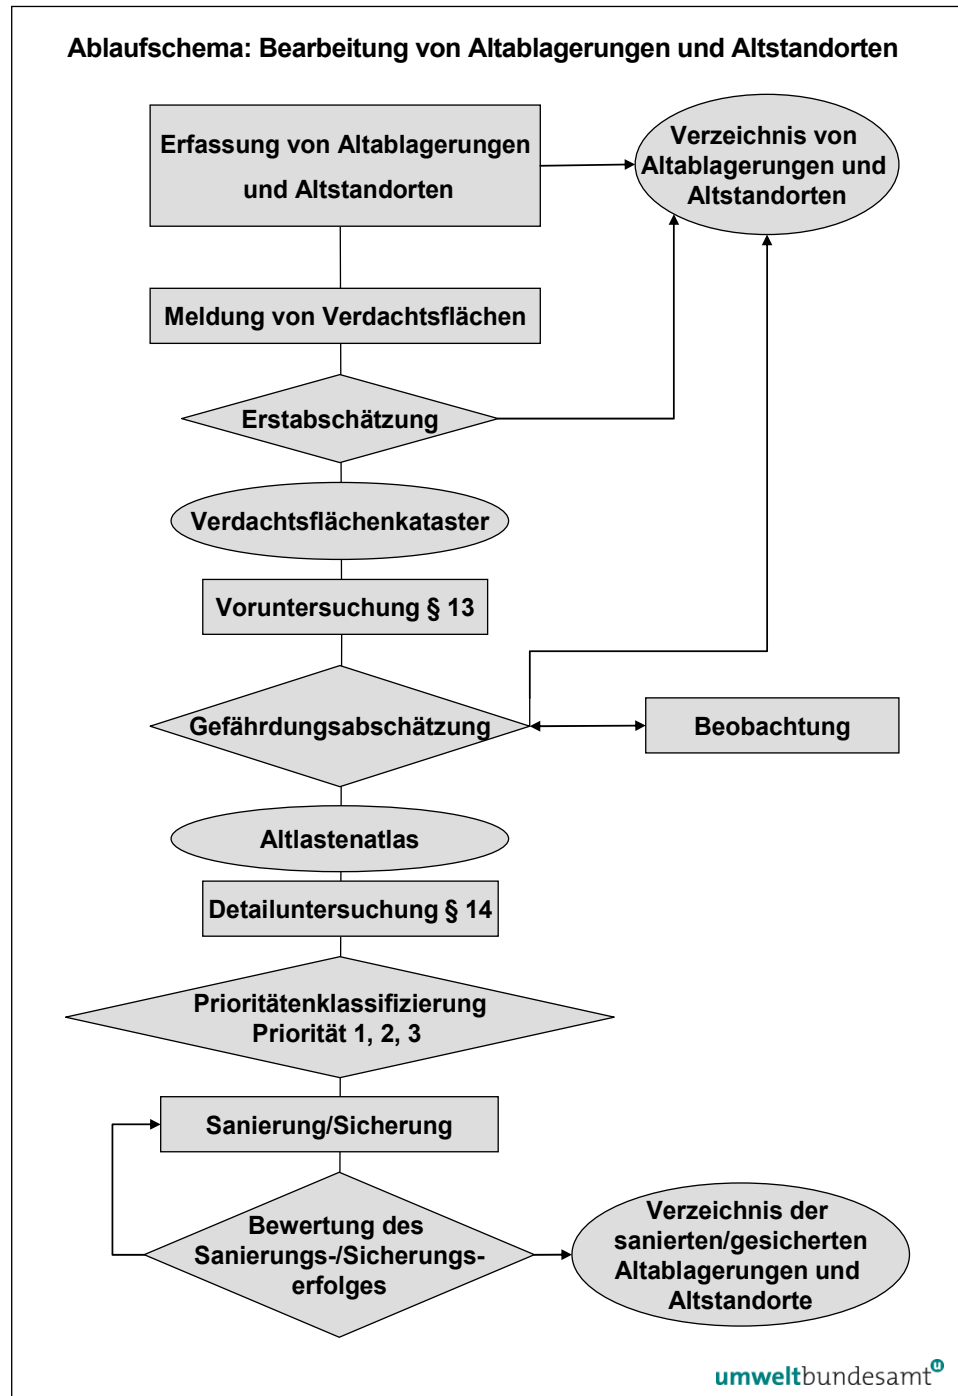 Ablaufschema: Bearbeitung von Altablagerungen und Altstandorten
Erfassung von Altablagerungen
und Altstandorten
Verzeichnis von
Altablagerungen und
Altstandorten
Meldung von Verdachtsflächen
Erstabschätzung
Verdachtsflächenkataster
Voruntersuchung § 13
Gefährdungsabschätzung
Beobachtung
Altlastenatlas
Detailuntersuchung § 14
Prioritätenklassifizierung
Priorität 1, 2, 3
Sanierung/Sicherung
Bewertung des
Sanierungs-/Sicherungs-
erfolges
Verzeichnis der
sanierten/gesicherten
Altablagerungen und
Altstandorte
umweltbundesamt
u